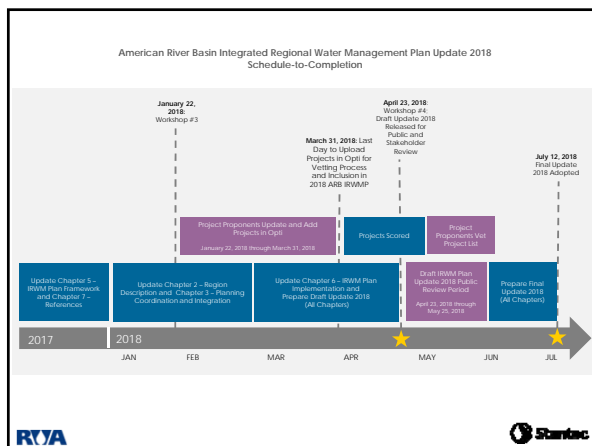 American River Basin Integrated Regional Water Management Plan Update 2018
Schedule-to-Completion
January 22,
2018:
Workshop #3
March 31, 2018: Last
Day to Upload
Projects in Opti for
Vetting Process
and Inclusion in
2018 ARB IRWMP
April 23, 2018:
Workshop #4:
Draft Update 2018
Released for
Public and
Stakeholder
Review
July 12, 2018
Final Update
2018 Adopted
Project Proponents Update and Add
Projects in Opti
January 22, 2018 through March 31, 2018
Projects Scored
Project
Proponents Vet
Project List
Update Chapter 5 –
IRWM Plan Framework
and Chapter 7 –
References
Update Chapter 2 – Region
Description and Chapter 3 – Planning
Coordination and Integration
Update Chapter 6 – IRWM Plan
Implementation and
Prepare Draft Update 2018
(All Chapters)
Draft IRWM Plan
Update 2018 Public
Review Period
April 23, 2018 through
May 25, 2018
Prepare Final
Update 2018
(All Chapters)
2017
2018
JAN
FEB
MAR
APR
MAY
JUN
JUL
RWA
Stantec